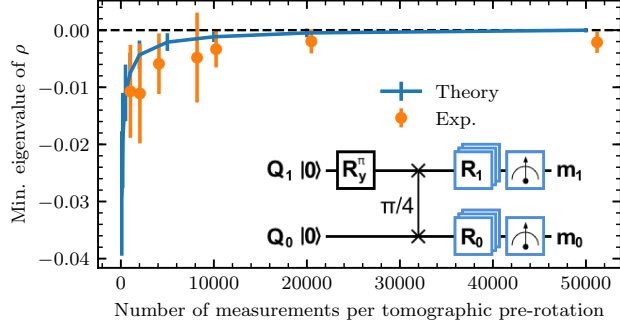 Min. eigenvalue of ρ
0.00
−0.01
−0.02
−0.03
−0.04
Theory
Exp.
Q1 |0⟩ Ryπ R1 m1
π/4
Q0 |0⟩ R0 m0
0 10000 20000 30000 40000 50000
Number of measurements per tomographic pre-rotation